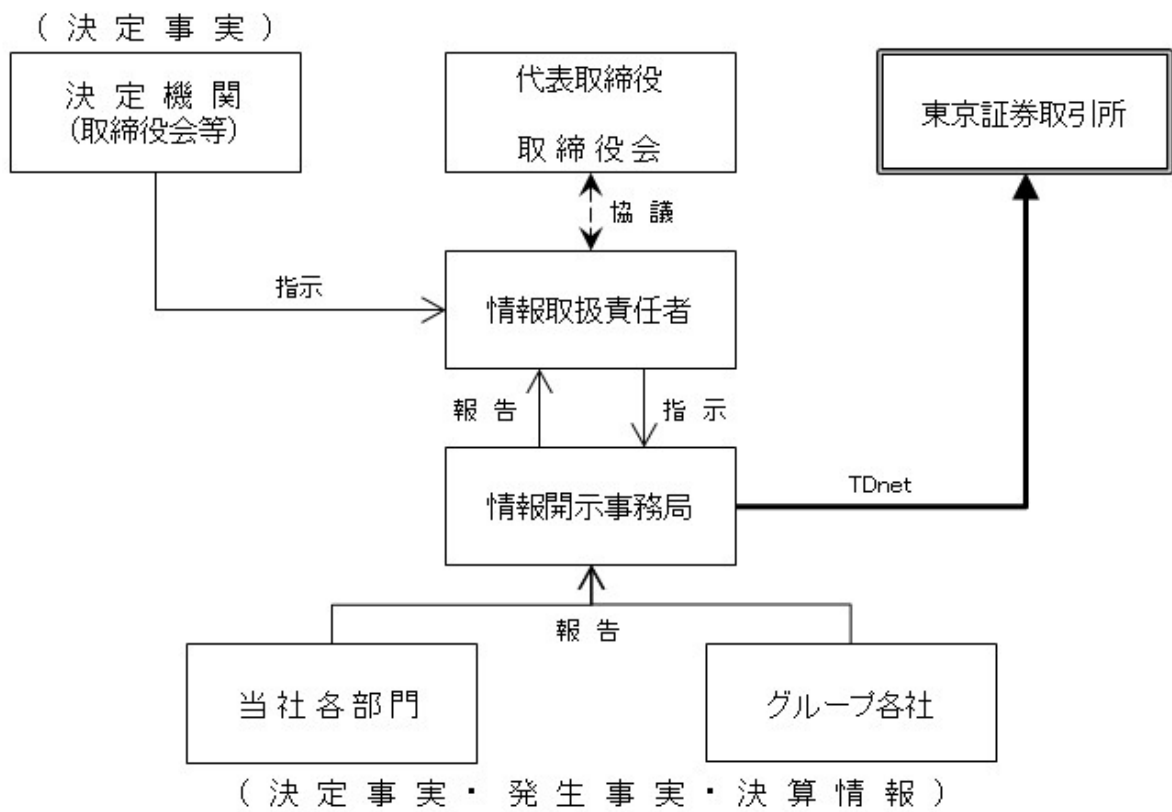 （決定事実）
決定機関
(取締役会等)
代表取締役
取締役会
東京証券取引所
協議
指示
情報取扱責任者
報告
指示
情報開示事務局
TDnet
報告
当社各部門
グループ各社
（決定事実・発生事実・決算情報）